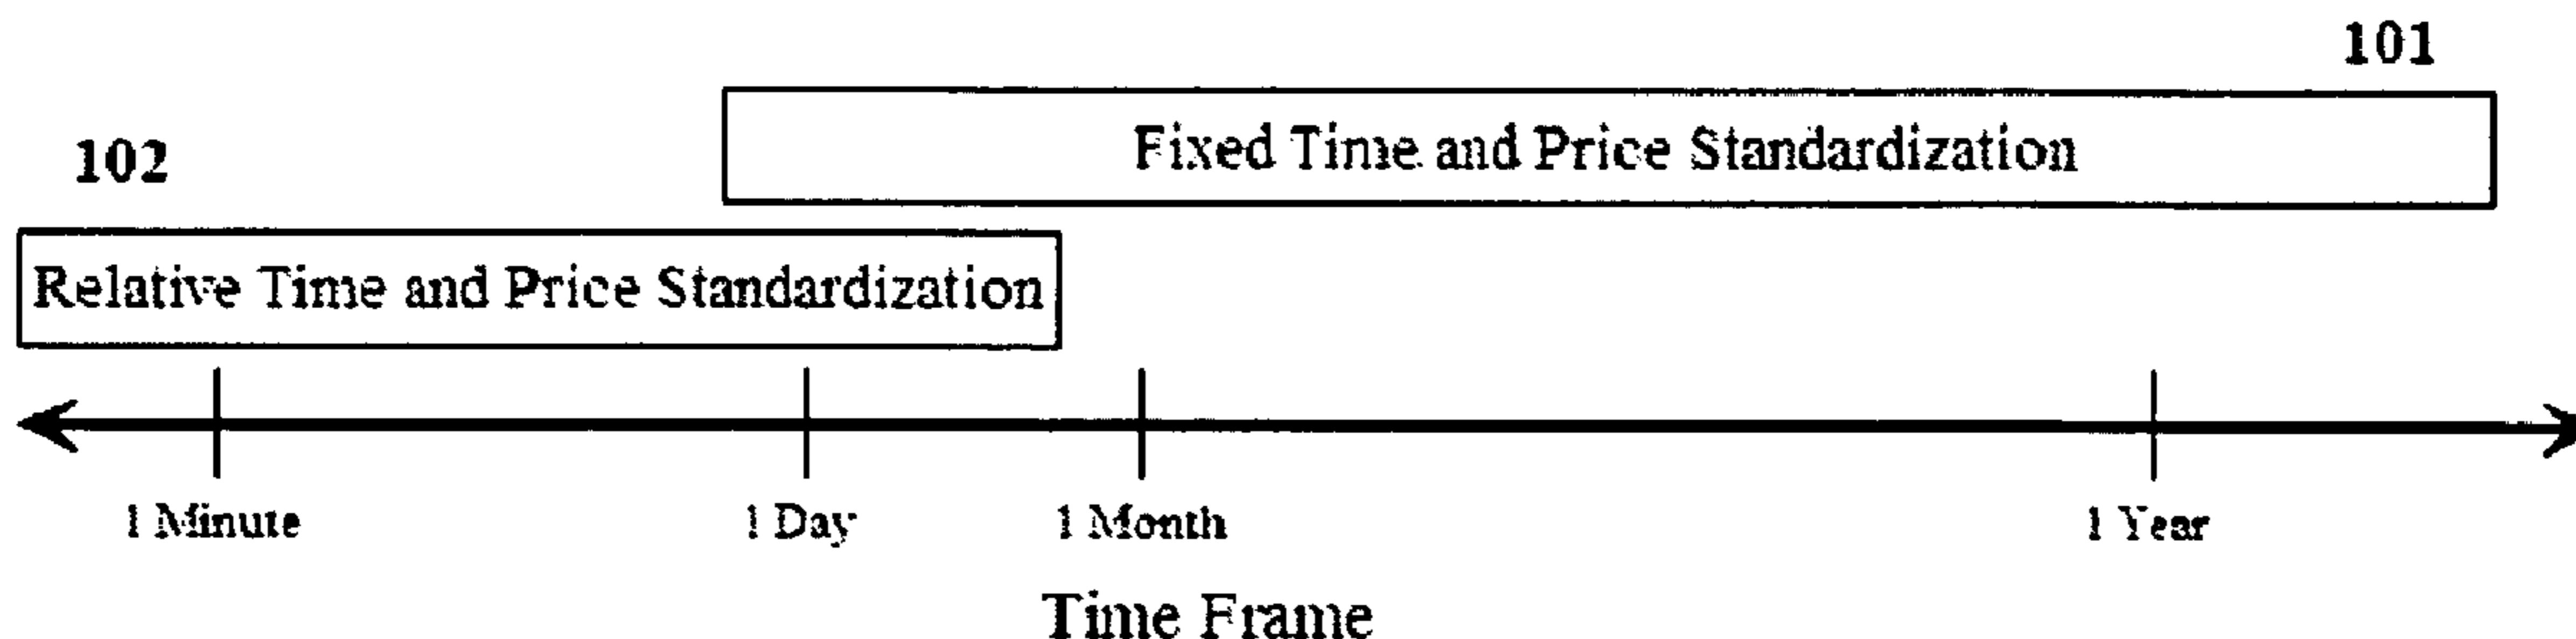 101
Fixed Time and Price Standardization
102
Relative Time and Price Standardization
1 Minute
1 Day
1 Month
1 Year
Time Frame